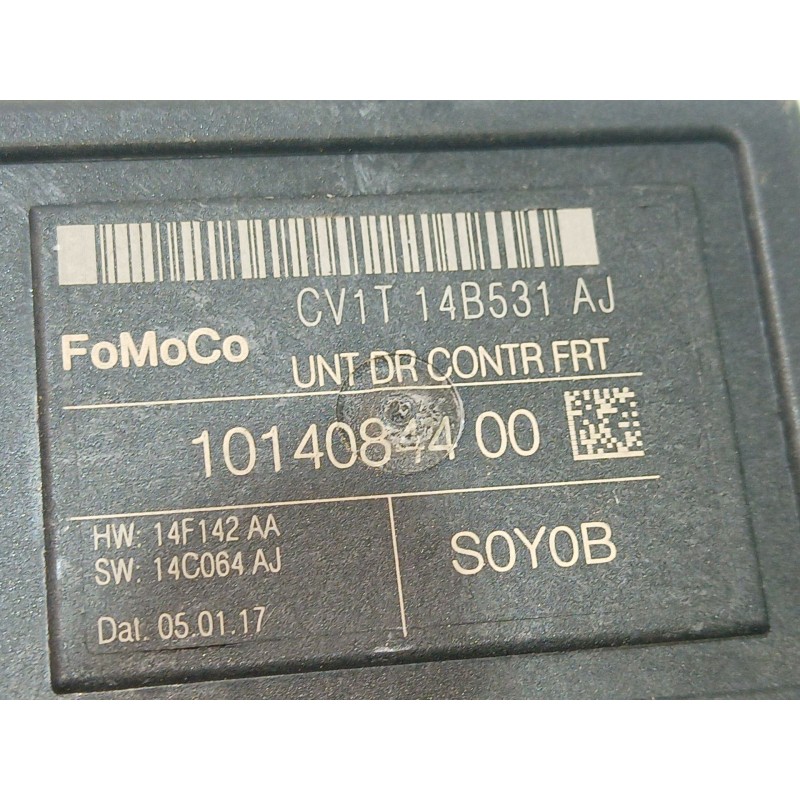 CV1T 14B531 AJ
FoMoCo
UNT DR CONTR FRT
10140844 00
HW: 14F142 AA
SW: 14C064 AJ
S0Y0B
Dat. 05.01.17